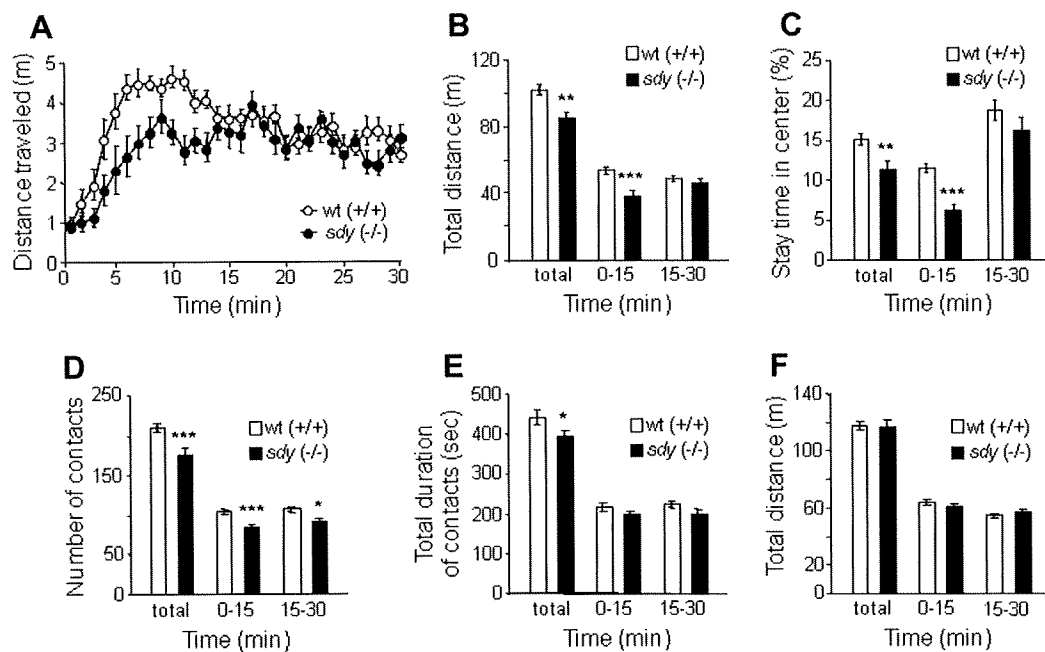 A
Distance traveled (m)
5
4
3
2
1
0
0 5 10 15 20 25 30
Time (min)
wt (+/+)
sdy (-/-)
B
Total distance (m)
120
80
40
0
wt (+/+)
sdy (-/-)
**
***
total 0-15 15-30
Time (min)
C
Stay time in center (%)
25
20
15
10
5
0
wt (+/+)
sdy (-/-)
**
***
total 0-15 15-30
Time (min)
D
Number of contacts
250
150
50
0
wt (+/+)
sdy (-/-)
***
***
*
total 0-15 15-30
Time (min)
E
Total duration
of contacts (sec)
500
400
300
200
100
0
wt (+/+)
sdy (-/-)
*
total 0-15 15-30
Time (min)
F
Total distance (m)
140
100
60
20
0
wt (+/+)
sdy (-/-)
total 0-15 15-30
Time (min)